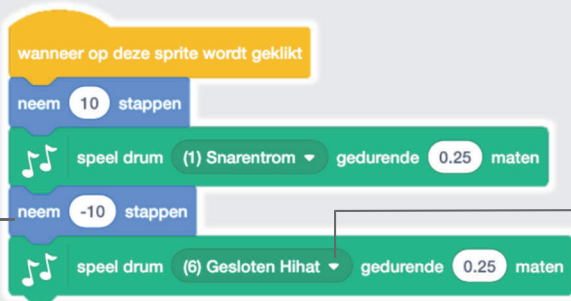 wanneer op deze sprite wordt geklikt
neem 10 stappen
speel drum (1) Snarentrom gedurende 0.25 maten
neem -10 stappen
speel drum (6) Gesloten Hihat gedurende 0.25 maten